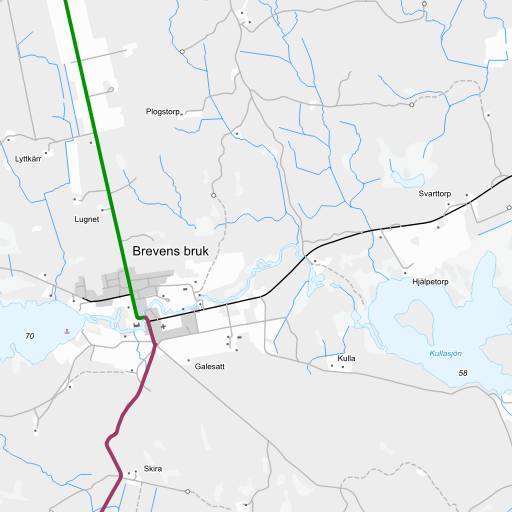 Plogstorp
Lyttkärr
Svarttorp
Lugnet
Brevens bruk
Hjälpetorp
70
Kullasjön
Kulla
Galesatt
58
Skira